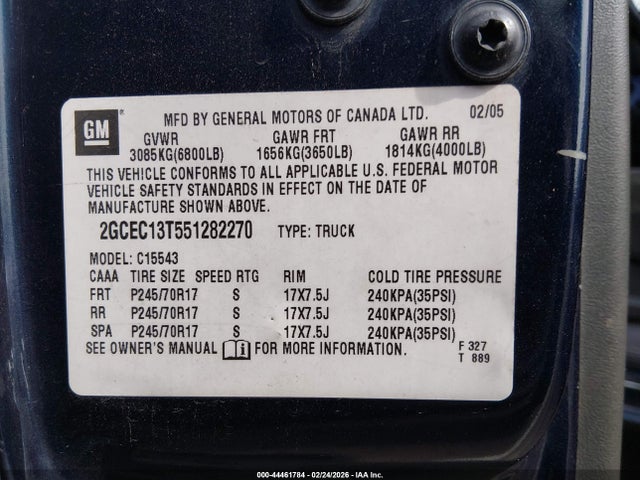 GM MFD BY GENERAL MOTORS OF CANADA LTD. 02/05
GVWR GAWR FRT GAWR RR
3085KG(6800LB) 1656KG(3650LB) 1814KG(4000LB)
THIS VEHICLE CONFORMS TO ALL APPLICABLE U.S. FEDERAL MOTOR
VEHICLE SAFETY STANDARDS IN EFFECT ON THE DATE OF
MANUFACTURE SHOWN ABOVE.
2GCEC13T551282270 TYPE: TRUCK
MODEL: C15543
CAAA TIRE SIZE SPEED RTG RIM COLD TIRE PRESSURE
FRT P245/70R17 S 17X7.5J 240KPA(35PSI)
RR P245/70R17 S 17X7.5J 240KPA(35PSI)
SPA P245/70R17 S 17X7.5J 240KPA(35PSI)
SEE OWNER'S MANUAL i FOR MORE INFORMATION. F 327
T 889
000-44461784 - 02/24/2026 - IAA Inc.